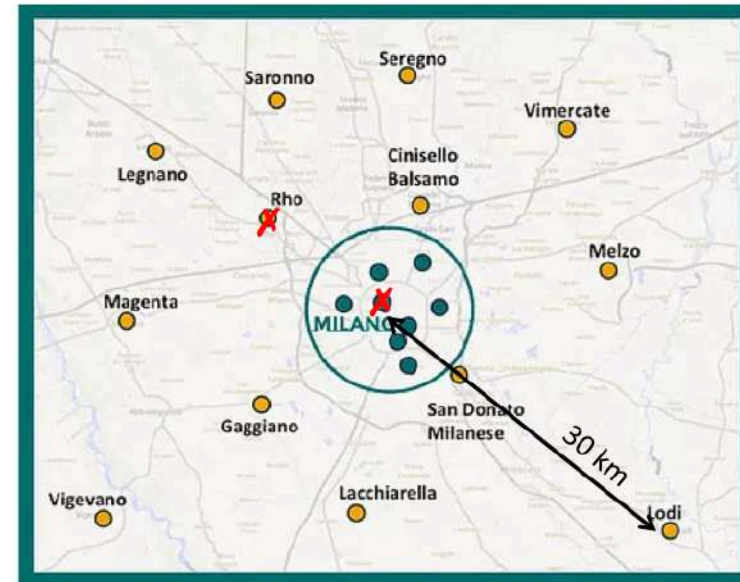 Seregno
Saronno
Vimercate
Cinisello
Balsamo
Legnano
Rho
Melzo
Magenta
MILANO
San Donato
Milanese
Gaggiano
30 km
Vigevano
Lacchiarella
Lodi